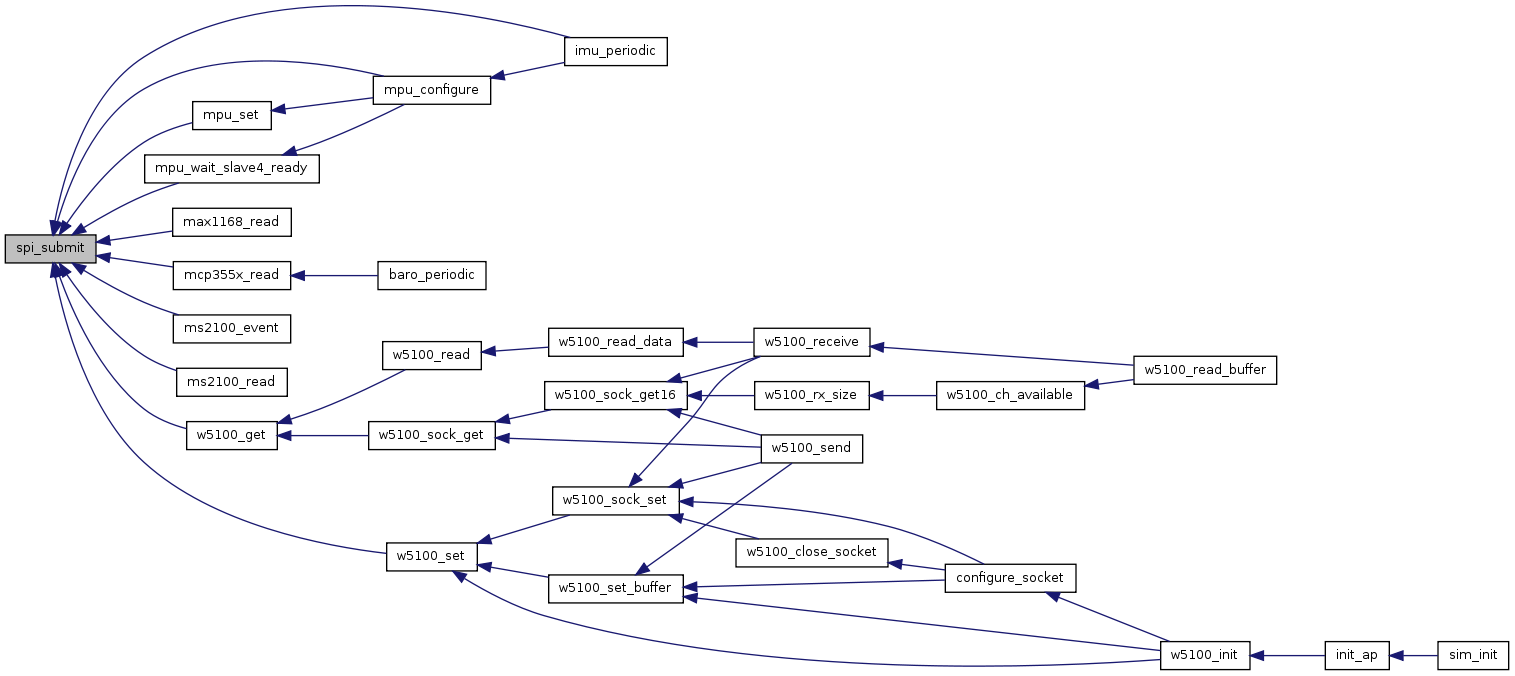 imu_periodic
mpu_configure
mpu_set
mpu_wait_slave4_ready
max1168_read
spi_submit
mcp355x_read
baro_periodic
ms2100_event
w5100_read_data
w5100_receive
w5100_read
w5100_read_buffer
ms2100_read
w5100_sock_get16
w5100_rx_size
w5100_ch_available
w5100_get
w5100_sock_get
w5100_send
w5100_sock_set
w5100_set
w5100_close_socket
configure_socket
w5100_set_buffer
w5100_init
init_ap
sim_init